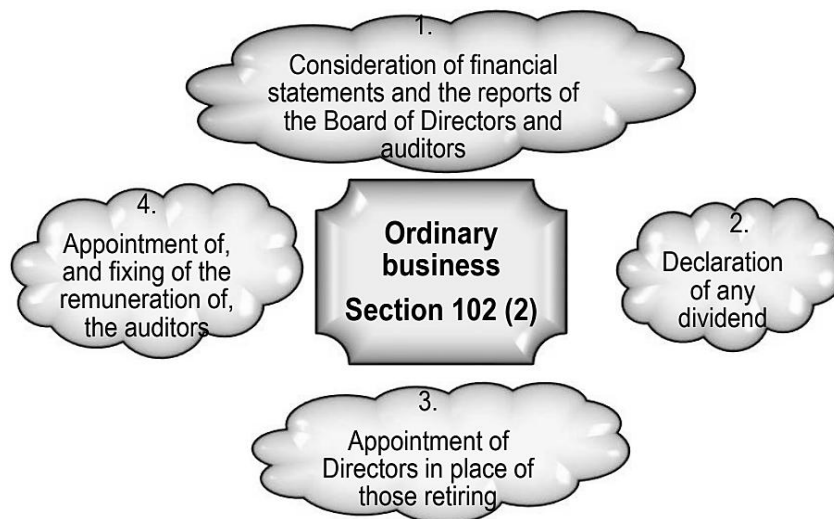 1.
Consideration of financial
statements and the reports of
the Board of Directors and
auditors
4.
Appointment of,
and fixing of the
remuneration of,
the auditors
Ordinary
business
Section 102 (2)
2.
Declaration
of any
dividend
3.
Appointment of
Directors in place of
those retiring